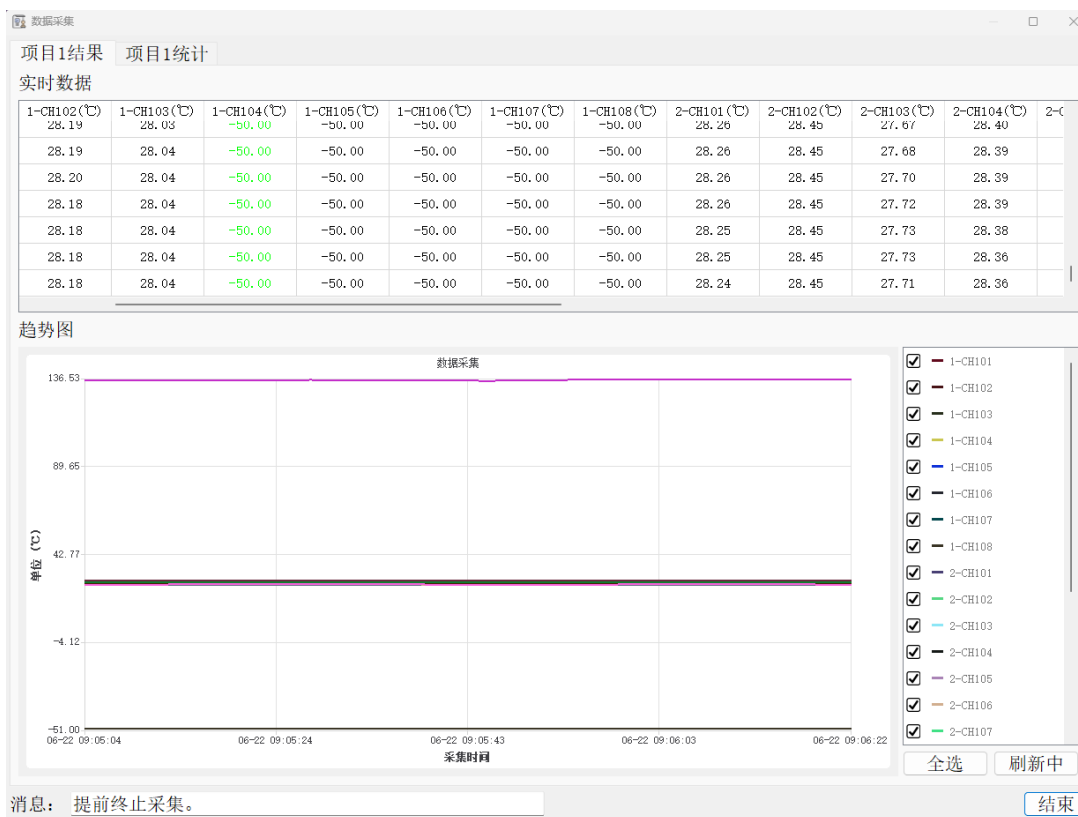 数据采集
项目1结果 项目1统计
实时数据
1-CH102(℃) 1-CH103(℃) 1-CH104(℃) 1-CH105(℃) 1-CH106(℃) 1-CH107(℃) 1-CH108(℃) 2-CH101(℃) 2-CH102(℃) 2-CH103(℃) 2-CH104(℃)
28.19 28.03 -50.00 -50.00 -50.00 -50.00 -50.00 28.26 28.45 27.67 28.40
28.19 28.04 -50.00 -50.00 -50.00 -50.00 -50.00 28.26 28.45 27.68 28.39
28.20 28.04 -50.00 -50.00 -50.00 -50.00 -50.00 28.26 28.45 27.70 28.39
28.18 28.04 -50.00 -50.00 -50.00 -50.00 -50.00 28.26 28.45 27.72 28.39
28.18 28.04 -50.00 -50.00 -50.00 -50.00 -50.00 28.25 28.45 27.73 28.38
28.18 28.04 -50.00 -50.00 -50.00 -50.00 -50.00 28.25 28.45 27.73 28.36
28.18 28.04 -50.00 -50.00 -50.00 -50.00 -50.00 28.24 28.45 27.71 28.36
趋势图
数据采集
136.53
89.65
42.77
-4.12
-51.00
单位 (℃)
06-22 09:05:04 06-22 09:05:24 06-22 09:05:43 06-22 09:06:03 06-22 09:06:22
采集时间
1-CH101
1-CH102
1-CH103
1-CH104
1-CH105
1-CH106
1-CH107
1-CH108
2-CH101
2-CH102
2-CH103
2-CH104
2-CH105
2-CH106
2-CH107
全选 刷新中
消息: 提前终止采集。 结束